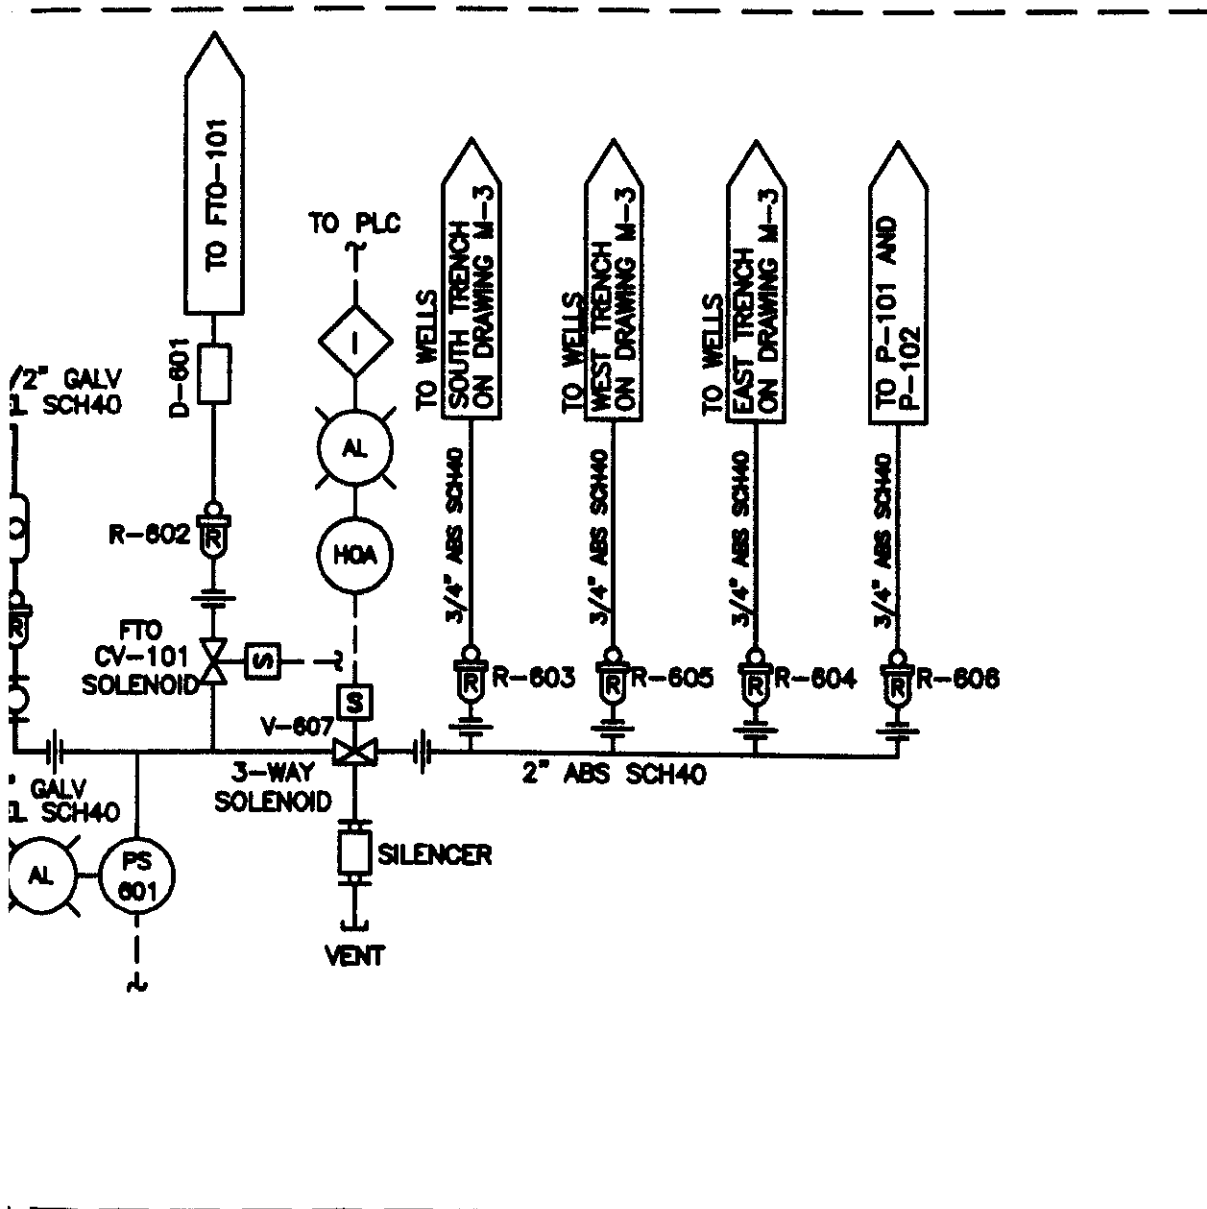 TO FTO-101
D-601
/2" GALV
L SCH40
R-602
R
FTO
CV-101
SOLENOID
S
TO PLC
I
AL
HOA
S
V-607
3-WAY
SOLENOID
GALV
L SCH40
AL
PS
601
SILENCER
VENT
TO WELLS
SOUTH TRENCH
ON DRAWING M-3
3/4" ABS SCH40
R
R-603
TO WELLS
WEST TRENCH
ON DRAWING M-3
3/4" ABS SCH40
R
R-605
TO WELLS
EAST TRENCH
ON DRAWING M-3
3/4" ABS SCH40
R
R-604
TO P-101 AND
P-102
3/4" ABS SCH40
R
R-606
2" ABS SCH40
R